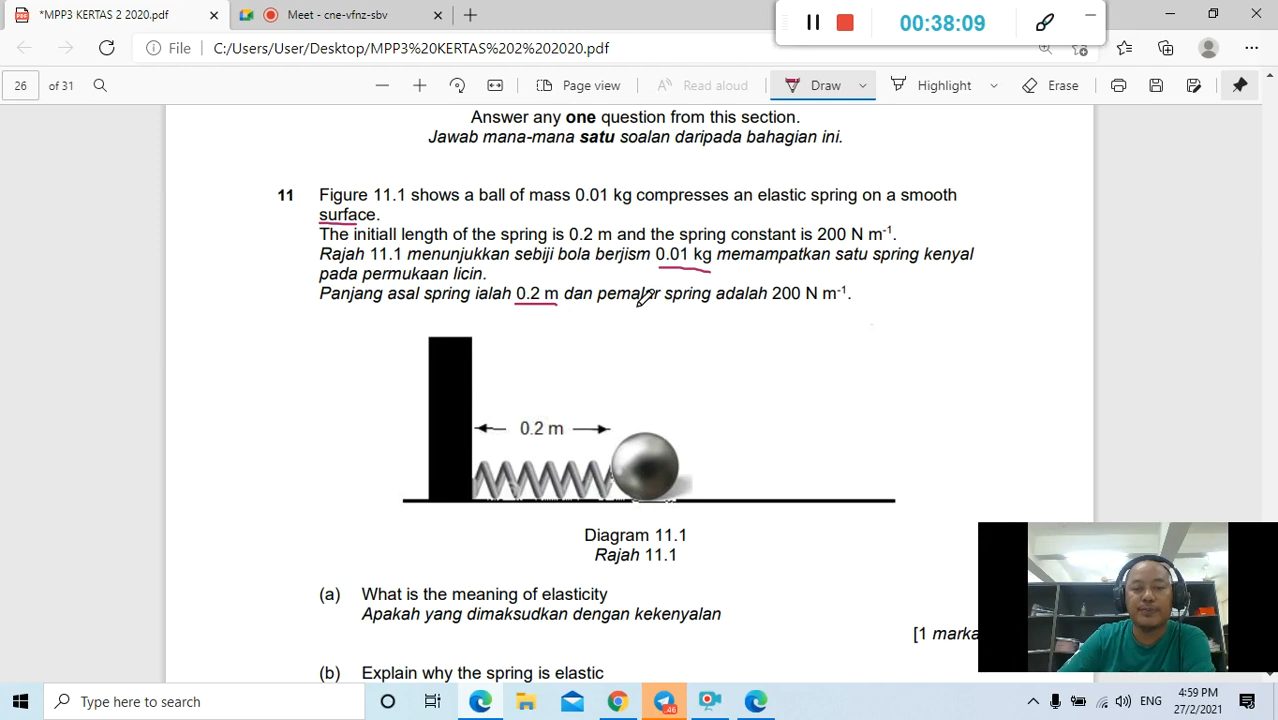 *MPP3 KERTAS 2 2020.pdf
Meet - cne-vfnz-sbv
00:38:09
File
C:/Users/User/Desktop/MPP3%20KERTAS%202%202020.pdf
26 of 31
Page view
Read aloud
Draw
Highlight
Erase
Answer any one question from this section.
Jawab mana-mana satu soalan daripada bahagian ini.
11 Figure 11.1 shows a ball of mass 0.01 kg compresses an elastic spring on a smooth
surface.
The initiall length of the spring is 0.2 m and the spring constant is 200 N m-1.
Rajah 11.1 menunjukkan sebiji bola berjisim 0.01 kg memampatkan satu spring kenyal
pada permukaan licin.
Panjang asal spring ialah 0.2 m dan pemalar spring adalah 200 N m-1.
0.2 m
Diagram 11.1
Rajah 11.1
(a) What is the meaning of elasticity
Apakah yang dimaksudkan dengan kekenyalan
[1 marka
(b) Explain why the spring is elastic
Type here to search
46
ENG
4:59 PM
27/2/2021